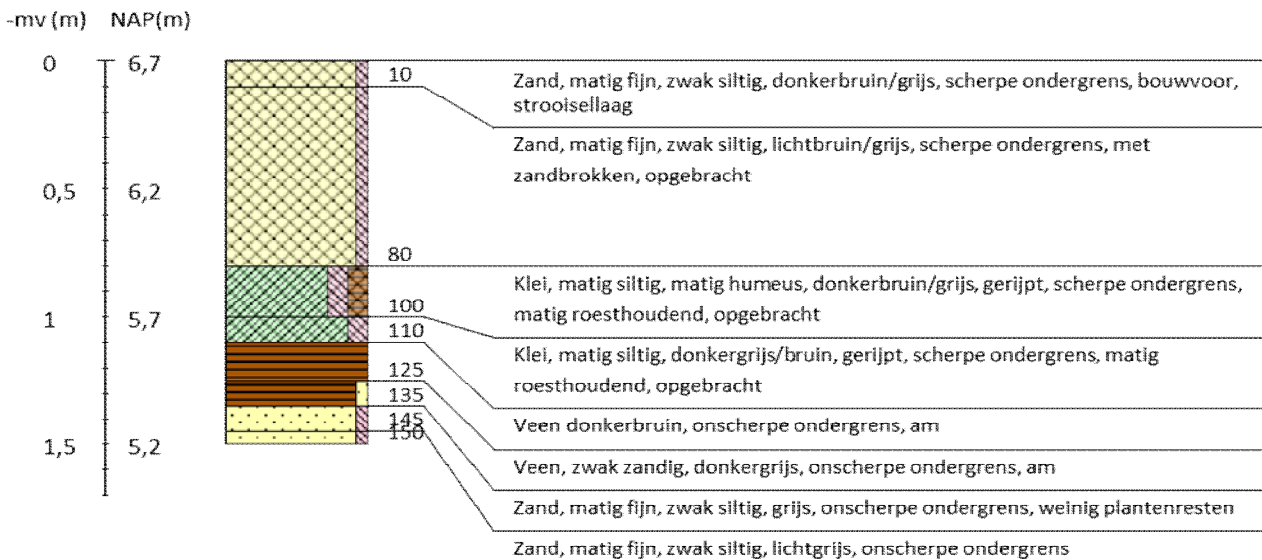 -mv (m) NAP(m)
0 6,7
10
Zand, matig fijn, zwak siltig, donkerbruin/grijs, scherpe ondergrens, bouwvoor,
strooisellaag
Zand, matig fijn, zwak siltig, lichtbruin/grijs, scherpe ondergrens, met
zandbrokken, opgebracht
0,5 6,2
80
Klei, matig siltig, matig humeus, donkerbruin/grijs, gerijpt, scherpe ondergrens,
matig roesthoudend, opgebracht
100
1 5,7
110
Klei, matig siltig, donkergrijs/bruin, gerijpt, scherpe ondergrens, matig
roesthoudend, opgebracht
125
135
Veen donkerbruin, onscherpe ondergrens, am
145
150
1,5 5,2
Veen, zwak zandig, donkergrijs, onscherpe ondergrens, am
Zand, matig fijn, zwak siltig, grijs, onscherpe ondergrens, weinig plantenresten
Zand, matig fijn, zwak siltig, lichtgrijs, onscherpe ondergrens